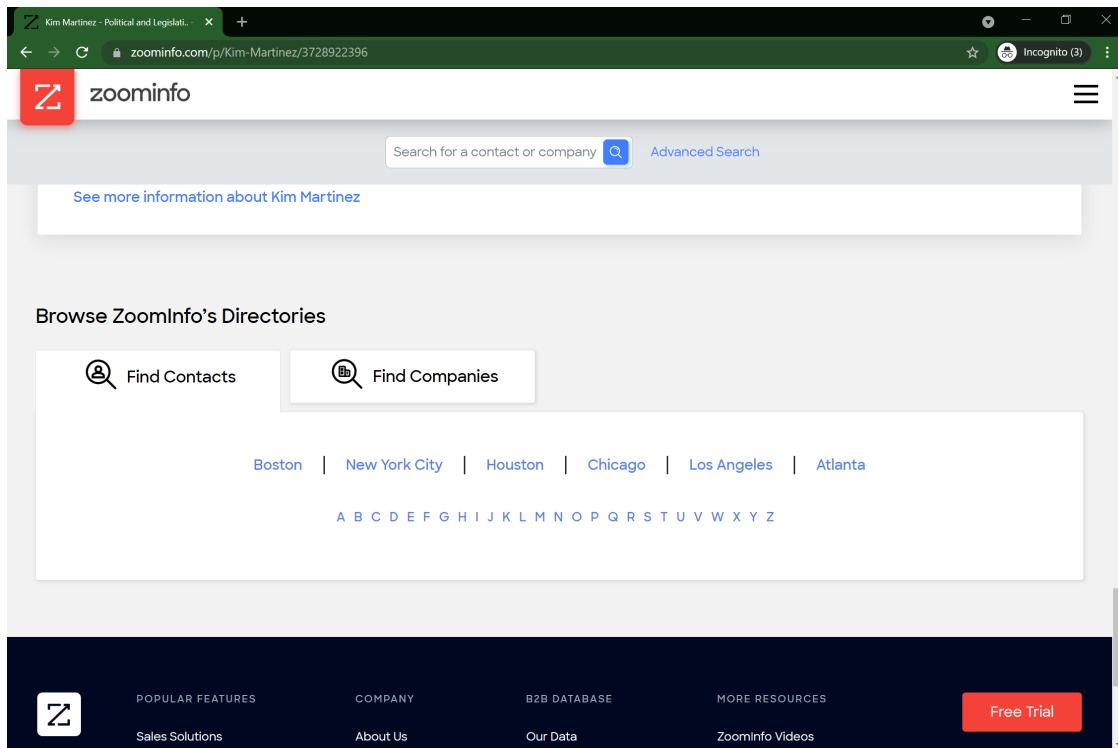 Kim Martinez - Political and Legislati.. -
zoominfo.com/p/Kim-Martinez/3728922396
Incognito (3)
zoominfo
Search for a contact or company
Advanced Search
See more information about Kim Martinez
Browse ZoomInfo's Directories
Find Contacts
Find Companies
Boston | New York City | Houston | Chicago | Los Angeles | Atlanta
A B C D E F G H I J K L M N O P Q R S T U V W X Y Z
POPULAR FEATURES
COMPANY
B2B DATABASE
MORE RESOURCES
Free Trial
Sales Solutions
About Us
Our Data
ZoomInfo Videos